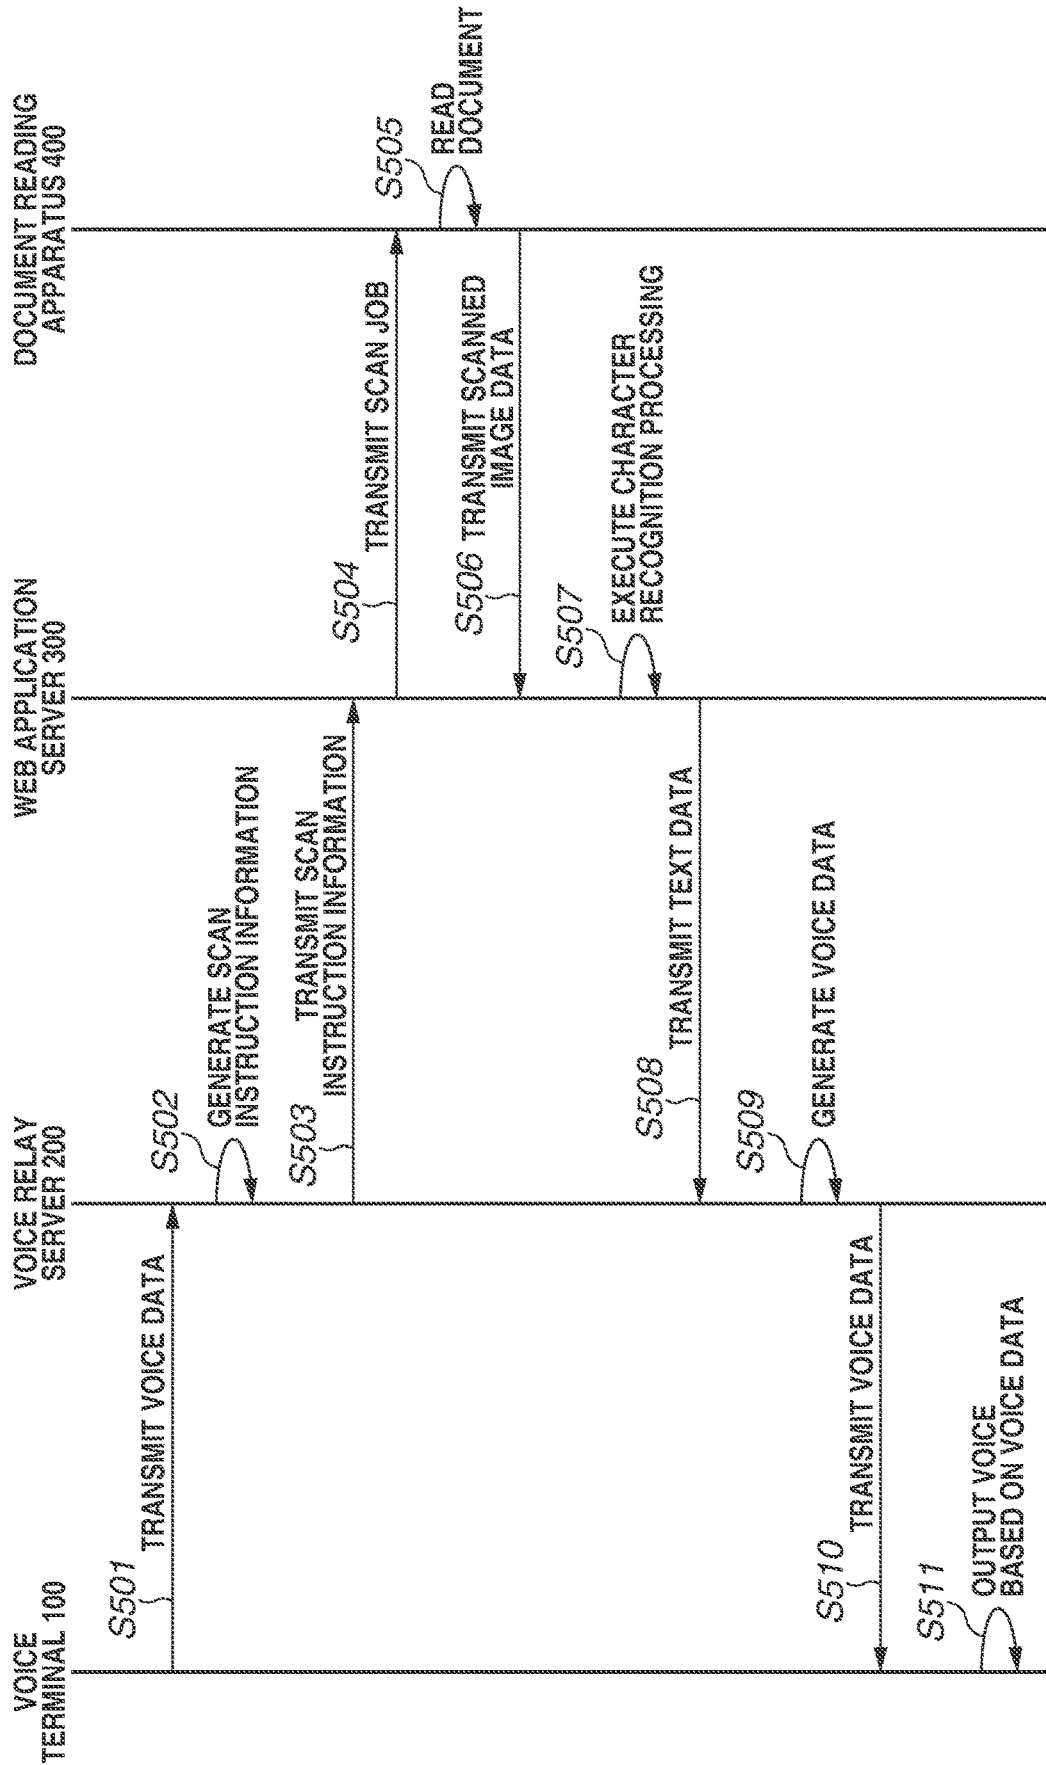 VOICE
TERMINAL 100
VOICE RELAY
SERVER 200
WEB APPLICATION
SERVER 300
DOCUMENT READING
APPARATUS 400
S501
TRANSMIT VOICE DATA
S502
GENERATE SCAN
INSTRUCTION INFORMATION
S503
TRANSMIT SCAN
INSTRUCTION INFORMATION
S504
TRANSMIT SCAN JOB
S505
READ
DOCUMENT
S506
TRANSMIT SCANNED
IMAGE DATA
S507
EXECUTE CHARACTER
RECOGNITION PROCESSING
S508
TRANSMIT TEXT DATA
S509
GENERATE VOICE DATA
S510
TRANSMIT VOICE DATA
S511
OUTPUT VOICE
BASED ON VOICE DATA